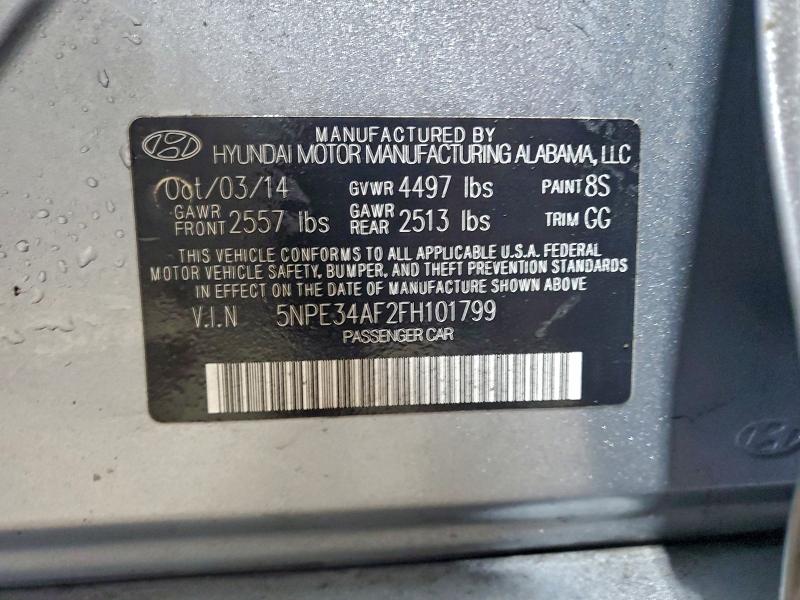 MANUFACTURED BY
HYUNDAI MOTOR MANUFACTURING ALABAMA, LLC
Oct/03/14 GVWR 4497 lbs PAINT 8S
GAWR FRONT 2557 lbs GAWR REAR 2513 lbs TRIM GG
THIS VEHICLE CONFORMS TO ALL APPLICABLE U.S.A. FEDERAL
MOTOR VEHICLE SAFETY, BUMPER, AND THEFT PREVENTION STANDARDS
IN EFFECT ON THE DATE OF MANUFACTURE SHOWN ABOVE
V.I.N 5NPE34AF2FH101799
PASSENGER CAR